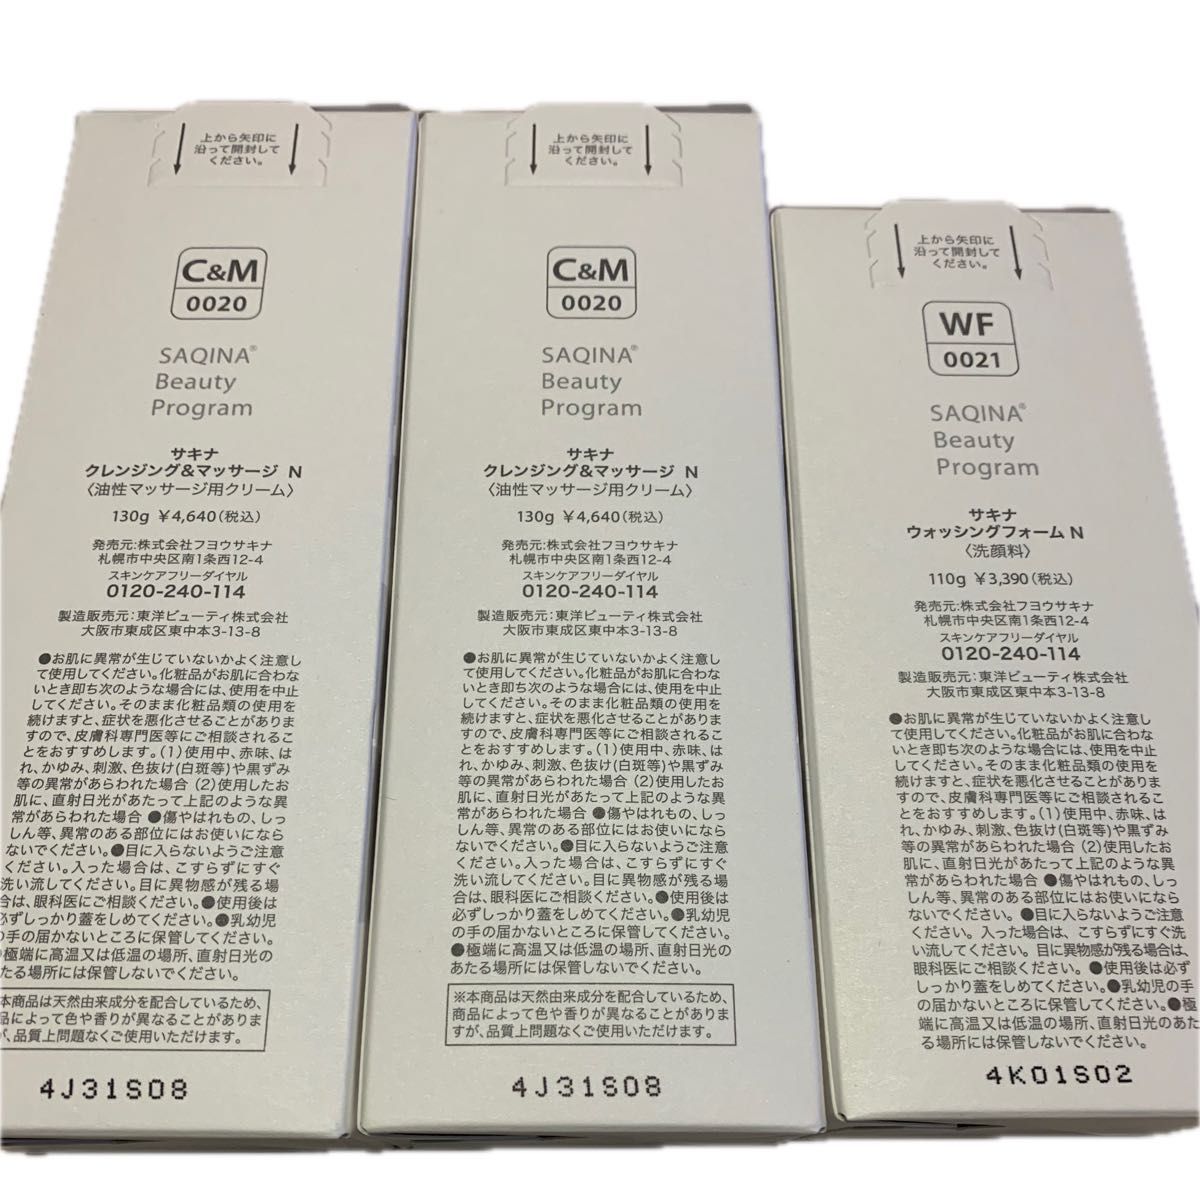 上から矢印に
沿って開封して
ください。
C&M
0020
SAQINA®
Beauty
Program
サキナ
クレンジング&マッサージ N
〈油性マッサージ用クリーム〉
130g ¥4,640(税込)
発売元:株式会社フヨウサキナ
札幌市中央区南1条西12-4
スキンケアフリーダイヤル
0120-240-114
製造販売元:東洋ビューティ株式会社
大阪市東成区東中本3-13-8
●お肌に異常が生じていないかよく注意し
て使用してください。化粧品がお肌に合わな
いとき即ち次のような場合には、使用を中止
してください。そのまま化粧品類の使用を
続けますと、症状を悪化させることがありま
すので、皮膚科専門医等にご相談されるこ
とをおすすめします。(1)使用中、赤味、は
れ、かゆみ、刺激、色抜け(白斑等)や黒ずみ
等の異常があらわれた場合 (2)使用したお
肌に、直射日光があたって上記のような異
常があらわれた場合 ●傷やはれもの、しっ
しん等、異常のある部位にはお使いになら
ないでください。●目に入らないようご注意
ください。入った場合は、こすらずにすぐ
洗い流してください。目に異物感が残る場
合は、眼科医にご相談ください。●使用後は
必ずしっかり蓋をしめてください。●乳幼児
の手の届かないところに保管してください。
●極端に高温又は低温の場所、直射日光の
あたる場所には保管しないでください。
本商品は天然由来成分を配合しているため、
品によって色や香りが異なることがありま
が、品質上問題なくご使用いただけます。
4J31S08
上から矢印に
沿って開封して
ください。
C&M
0020
SAQINA®
Beauty
Program
サキナ
クレンジング&マッサージ N
〈油性マッサージ用クリーム〉
130g ¥4,640(税込)
発売元:株式会社フヨウサキナ
札幌市中央区南1条西12-4
スキンケアフリーダイヤル
0120-240-114
製造販売元:東洋ビューティ株式会社
大阪市東成区東中本3-13-8
●お肌に異常が生じていないかよく注意し
て使用してください。化粧品がお肌に合わな
いとき即ち次のような場合には、使用を中止
してください。そのまま化粧品類の使用を
続けますと、症状を悪化させることがありま
すので、皮膚科専門医等にご相談されるこ
とをおすすめします。(1)使用中、赤味、は
れ、かゆみ、刺激、色抜け(白斑等)や黒ずみ
等の異常があらわれた場合 (2)使用したお
肌に、直射日光があたって上記のような異
常があらわれた場合 ●傷やはれもの、しっ
しん等、異常のある部位にはお使いになら
ないでください。●目に入らないようご注意
ください。入った場合は、こすらずにすぐ
洗い流してください。目に異物感が残る場
合は、眼科医にご相談ください。●使用後は
必ずしっかり蓋をしめてください。●乳幼児
の手の届かないところに保管してください。
●極端に高温又は低温の場所、直射日光の
あたる場所には保管しないでください。
※本商品は天然由来成分を配合しているため、
商品によって色や香りが異なることがありま
すが、品質上問題なくご使用いただけます。
4J31S08
上から矢印に
沿って開封して
ください。
WF
0021
SAQINA®
Beauty
Program
サキナ
ウォッシングフォーム N
〈洗顔料〉
110g ¥3,390(税込)
発売元:株式会社フヨウサキナ
札幌市中央区南1条西12-4
スキンケアフリーダイヤル
0120-240-114
製造販売元:東洋ビューティ株式会社
大阪市東成区東中本3-13-8
●お肌に異常が生じていないかよく注意し
て使用してください。化粧品がお肌に合わな
いとき即ち次のような場合には、使用を中止
してください。そのまま化粧品類の使用を
続けますと、症状を悪化させることがありま
すので、皮膚科専門医等にご相談されるこ
とをおすすめします。(1)使用中、赤味、は
れ、かゆみ、刺激、色抜け(白斑等)や黒ずみ
等の異常があらわれた場合 (2)使用したお
肌に、直射日光があたって上記のような異
常があらわれた場合 ●傷やはれもの、しっ
しん等、異常のある部位にはお使いになら
ないでください。●目に入らないようご注意
ください。入った場合は、こすらずにすぐ洗
い流してください。目に異物感が残る場合は、
眼科医にご相談ください。●使用後は必ず
しっかり蓋をしめてください。●乳幼児の手
の届かないところに保管してください。●極
端に高温又は低温の場所、直射日光のあた
る場所には保管しないでください。
4K01S02